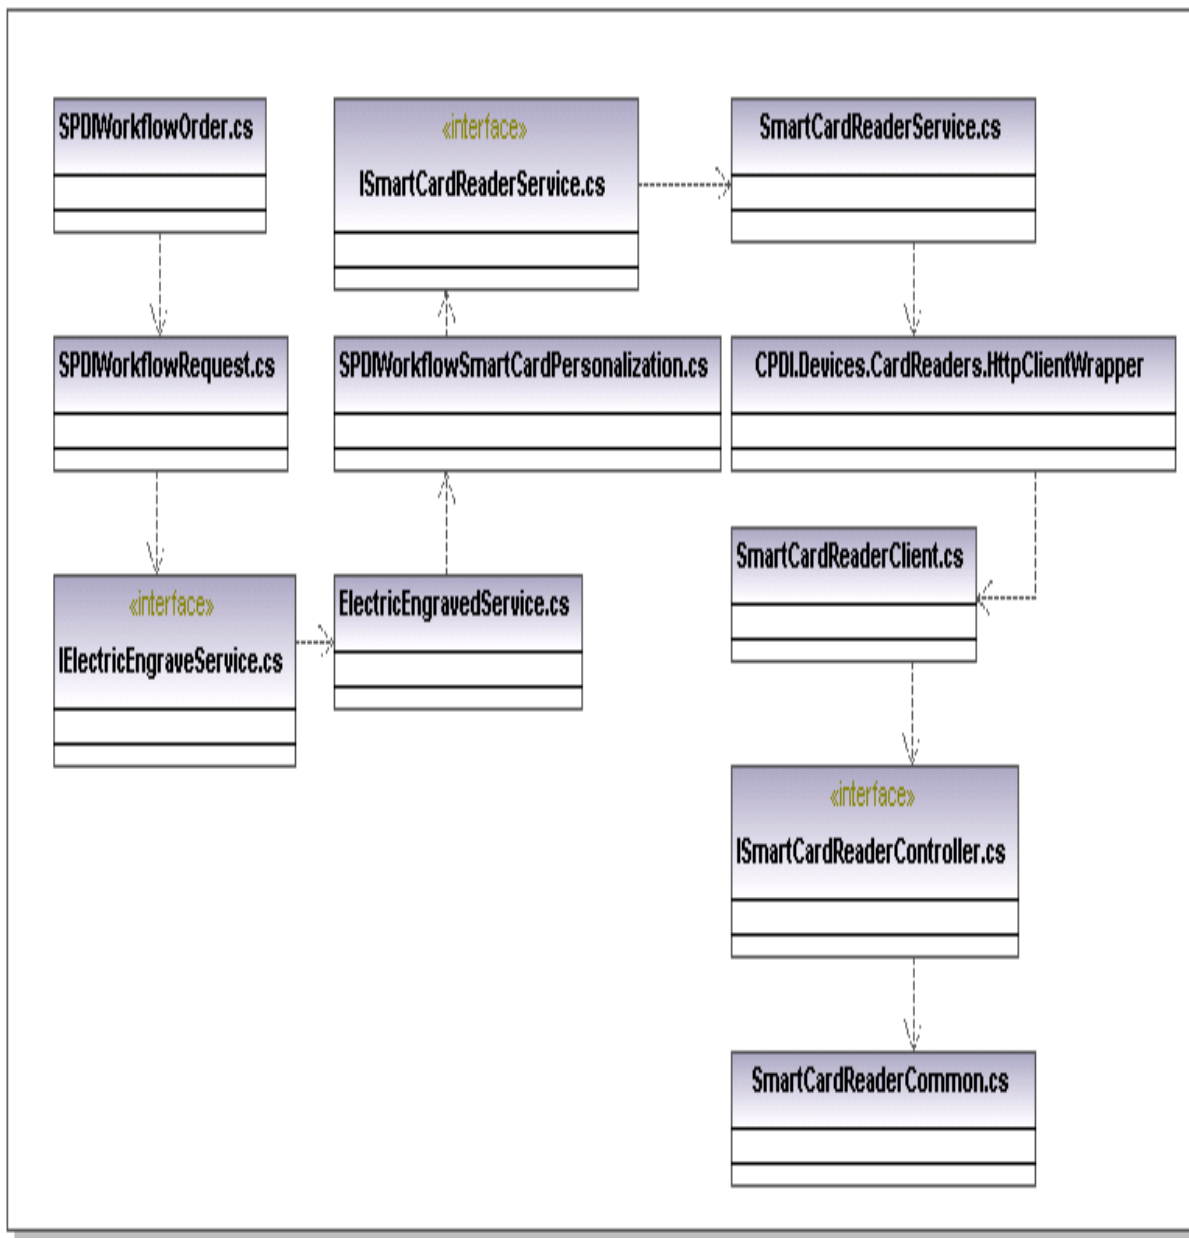 SPDIWorkflowOrder.cs
«interface»
ISmartCardReaderService.cs
SmartCardReaderService.cs
SPDIWorkflowRequest.cs
SPDIWorkflowSmartCardPersonalization.cs
CPDI.Devices.CardReaders.HttpClientWrapper
«interface»
IElectricEngraveService.cs
ElectricEngravedService.cs
SmartCardReaderClient.cs
«interface»
ISmartCardReaderController.cs
SmartCardReaderCommon.cs